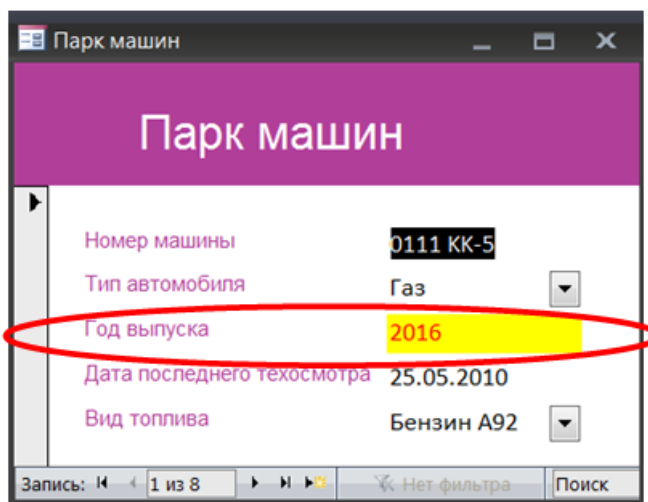 Парк машин
Парк машин
Номер машины 0111 КК-5
Тип автомобиля Газ
Год выпуска 2016
Дата последнего техосмотра 25.05.2010
Вид топлива Бензин А92
Запись: 1 из 8 Нет фильтра Поиск